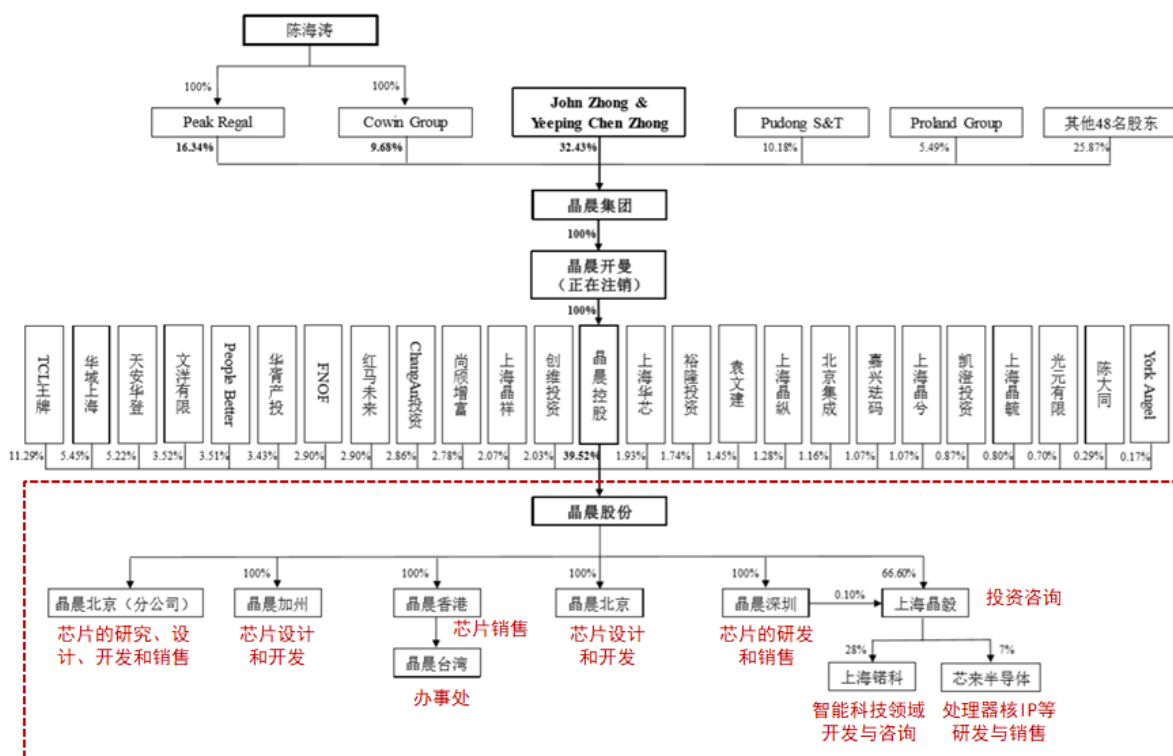 陈海涛
100%
100%
Peak Regal
Cowin Group
John Zhong &
Yeeping Chen Zhong
Pudong S&T
Proland Group
其他48名股东
16.34%
9.68%
32.43%
10.18%
5.49%
25.87%
晶晨集团
100%
晶晨开曼
(正在注销)
100%
TCL王牌
华域上海
天安华登
文洋有限
People Better
华胥产投
FNOF
红马未来
ChangAn投资
尚颀增富
上海晶祥
创维投资
晶晨控股
上海华芯
裕隆投资
袁文建
上海晶纵
北京集成
嘉兴珐码
上海晶兮
凯澄投资
上海晶毓
光元有限
陈大同
York Angel
11.29%
5.45%
5.22%
3.52%
3.51%
3.43%
2.90%
2.90%
2.86%
2.78%
2.07%
2.03%
39.52%
1.93%
1.74%
1.45%
1.28%
1.16%
1.07%
1.07%
0.87%
0.80%
0.70%
0.29%
0.17%
晶晨股份
100%
100%
100%
100%
66.60%
晶晨北京（分公司）
晶晨加州
晶晨香港
晶晨北京
晶晨深圳
0.10%
上海晶毅
投资咨询
芯片的研究、设
计、开发和销售
芯片设计
和开发
芯片销售
芯片设计
和开发
芯片的研发
和销售
晶晨台湾
办事处
28%
7%
上海锘科
芯来半导体
智能科技领域
开发与咨询
处理器核IP等
研发与销售